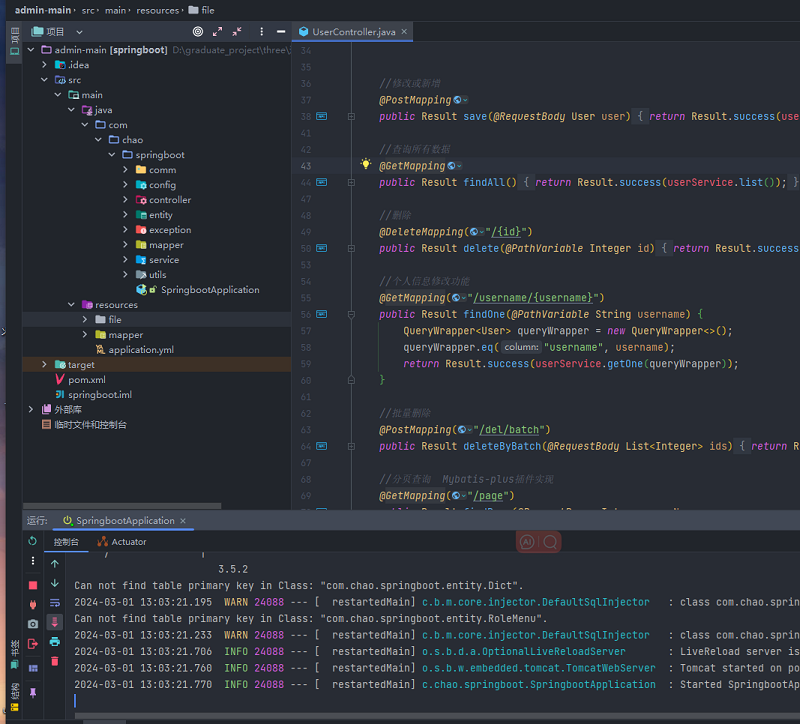 admin-main › src › main › resources › file
项目
UserController.java ×
admin-main [springboot] D:\graduate_project\three\
.idea
src
main
java
com
chao
springboot
comm
config
controller
entity
exception
mapper
service
utils
SpringbootApplication
resources
file
mapper
application.yml
target
pom.xml
springboot.iml
外部库
临时文件和控制台
34
35
36 //修改或新增
37 @PostMapping
38 public Result save(@RequestBody User user) { return Result.success(use
41
42 //查询所有数据
43 @GetMapping
44 public Result findAll() { return Result.success(userService.list()); }
47
48 //删除
49 @DeleteMapping("/{id}")
50 public Result delete(@PathVariable Integer id) { return Result.success
53
54 //个人信息修改功能
55 @GetMapping("/username/{username}")
56 public Result findOne(@PathVariable String username) {
57 QueryWrapper<User> queryWrapper = new QueryWrapper<>();
58 queryWrapper.eq( column: "username", username);
59 return Result.success(userService.getOne(queryWrapper));
60 }
61
62 //批量删除
63 @PostMapping("/del/batch")
64 public Result deleteByBatch(@RequestBody List<Integer> ids) { return R
67
68 //分页查询 Mybatis-plus插件实现
69 @GetMapping("/page")
运行: SpringbootApplication ×
控制台 Actuator
3.5.2
Can not find table primary key in Class: "com.chao.springboot.entity.Dict".
2024-03-01 13:03:21.195 WARN 24088 --- [ restartedMain] c.b.m.core.injector.DefaultSqlInjector : class com.chao.spring
Can not find table primary key in Class: "com.chao.springboot.entity.RoleMenu".
2024-03-01 13:03:21.233 WARN 24088 --- [ restartedMain] c.b.m.core.injector.DefaultSqlInjector : class com.chao.spring
2024-03-01 13:03:21.706 INFO 24088 --- [ restartedMain] o.s.b.d.a.OptionalLiveReloadServer : LiveReload server is
2024-03-01 13:03:21.760 INFO 24088 --- [ restartedMain] o.s.b.w.embedded.tomcat.TomcatWebServer : Tomcat started on po
2024-03-01 13:03:21.770 INFO 24088 --- [ restartedMain] c.chao.springboot.SpringbootApplication : Started SpringbootAp
项目
书签
结构
AI